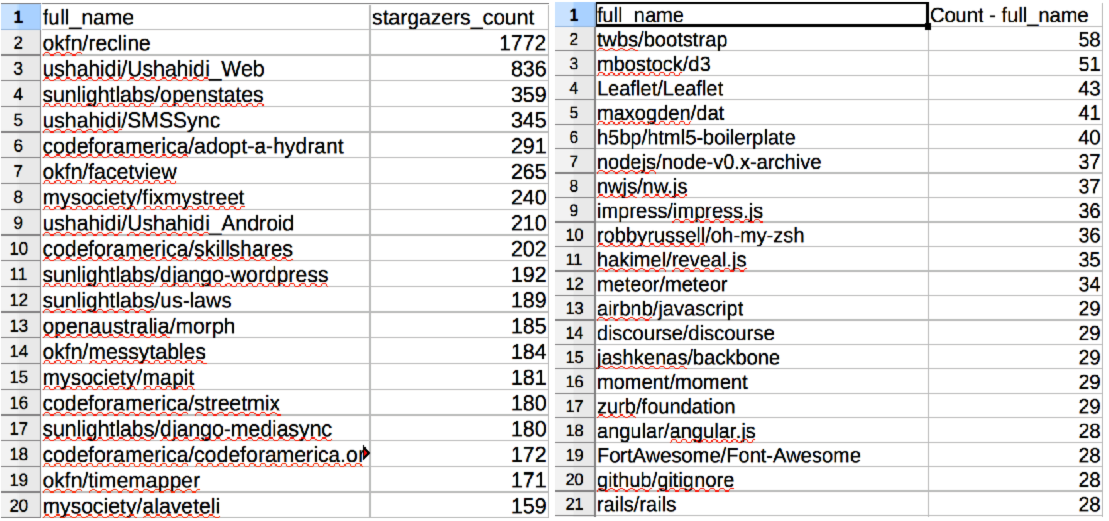 1 full_name stargazers_count
2 okfn/recline 1772
3 ushahidi/Ushahidi_Web 836
4 sunlightlabs/openstates 359
5 ushahidi/SMSSync 345
6 codeforamerica/adopt-a-hydrant 291
7 okfn/facetview 265
8 mysociety/fixmystreet 240
9 ushahidi/Ushahidi_Android 210
10 codeforamerica/skillshares 202
11 sunlightlabs/django-wordpress 192
12 sunlightlabs/us-laws 189
13 openaustralia/morph 185
14 okfn/messytables 184
15 mysociety/mapit 181
16 codeforamerica/streetmix 180
17 sunlightlabs/django-mediasync 180
18 codeforamerica/codeforamerica.or 172
19 okfn/timemapper 171
20 mysociety/alaveteli 159
1 full_name Count - full_name
2 twbs/bootstrap 58
3 mbostock/d3 51
4 Leaflet/Leaflet 43
5 maxogden/dat 41
6 h5bp/html5-boilerplate 40
7 nodejs/node-v0.x-archive 37
8 nwjs/nw.js 37
9 impress/impress.js 36
10 robbyrussell/oh-my-zsh 36
11 hakimel/reveal.js 35
12 meteor/meteor 34
13 airbnb/javascript 29
14 discourse/discourse 29
15 jashkenas/backbone 29
16 moment/moment 29
17 zurb/foundation 29
18 angular/angular.js 28
19 FortAwesome/Font-Awesome 28
20 github/gitignore 28
21 rails/rails 28